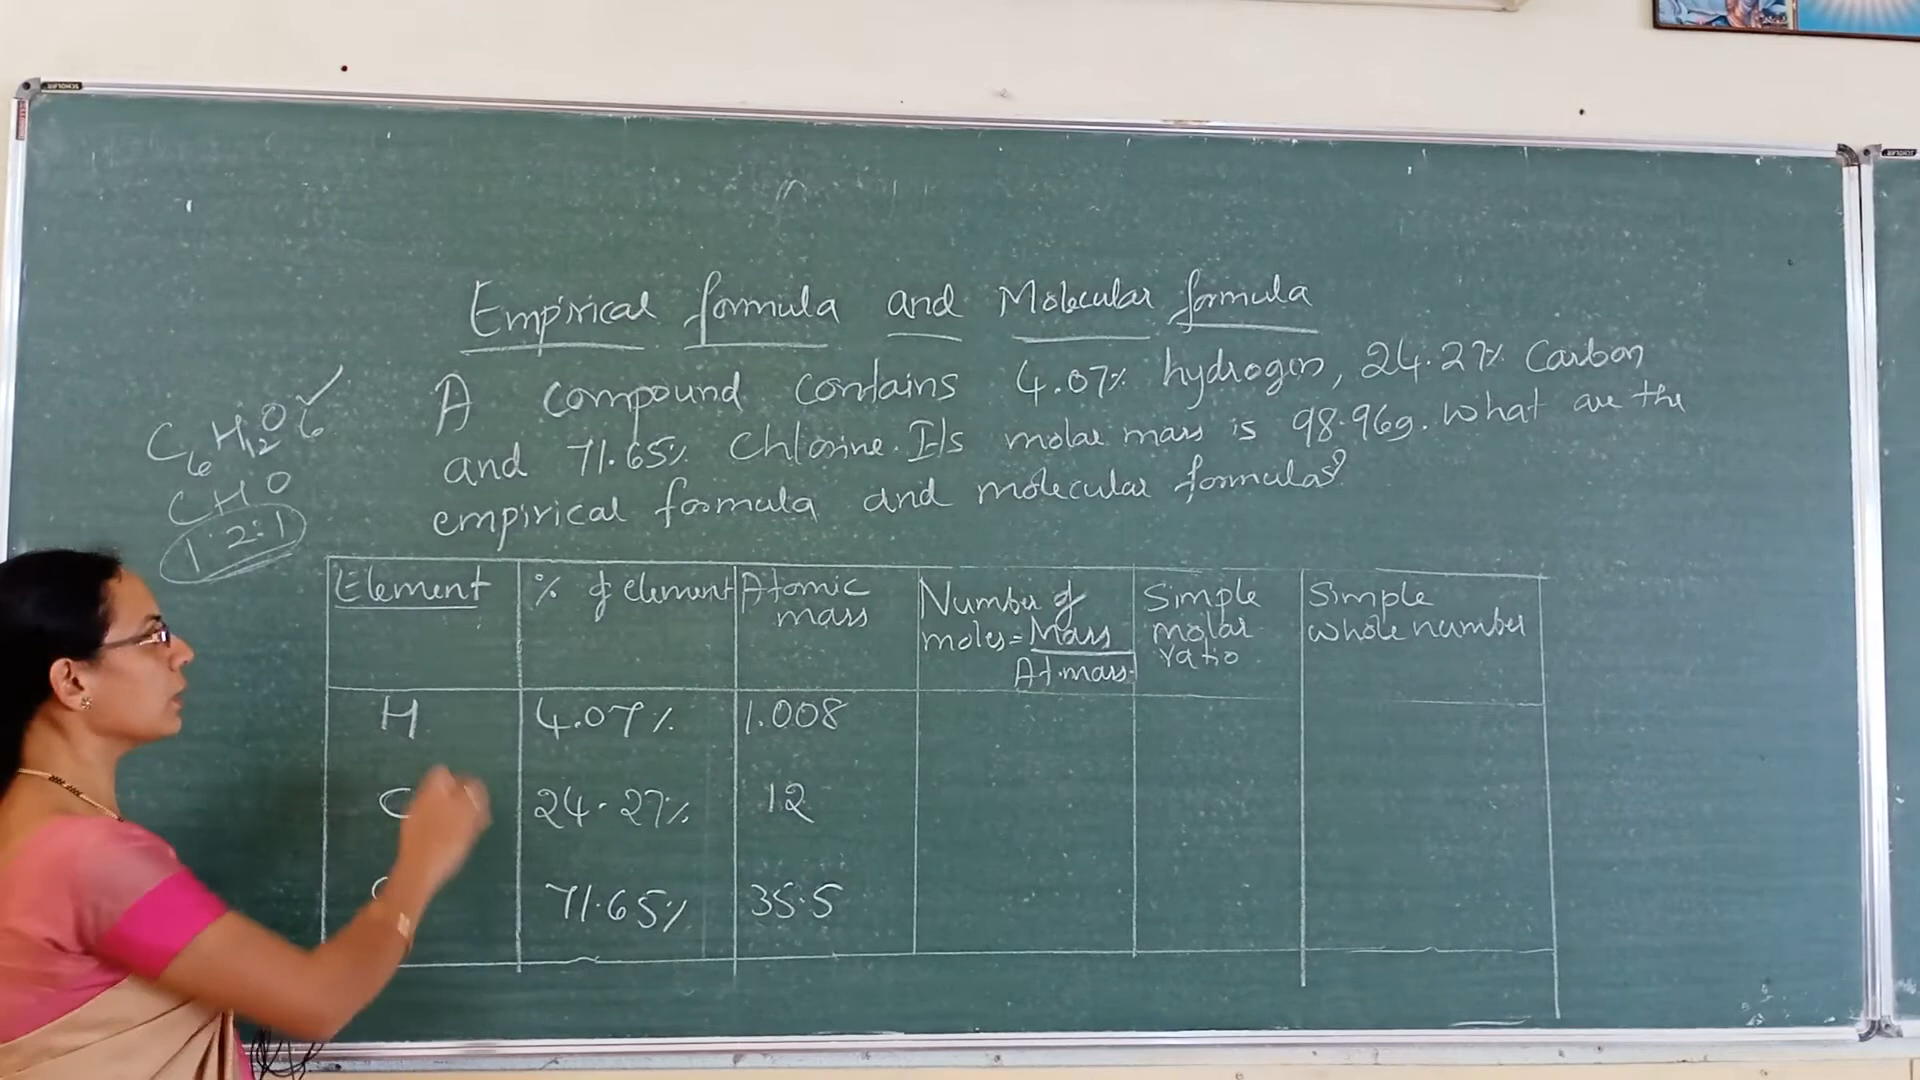 Empirical formula and Molecular formula
A compound contains 4.07% hydrogen, 24.27% Carbon
and 71.65% Chlorine. Its molar mass is 98.96g. What are the
empirical formula and molecular formulas?
C6H12O6 ✓
CHO
1:2:1
Element % of element Atomic mass Number of moles = Mass / At.mass. Simple molar ratio Simple whole number
H 4.07% 1.008
C 24.27% 12
71.65% 35.5